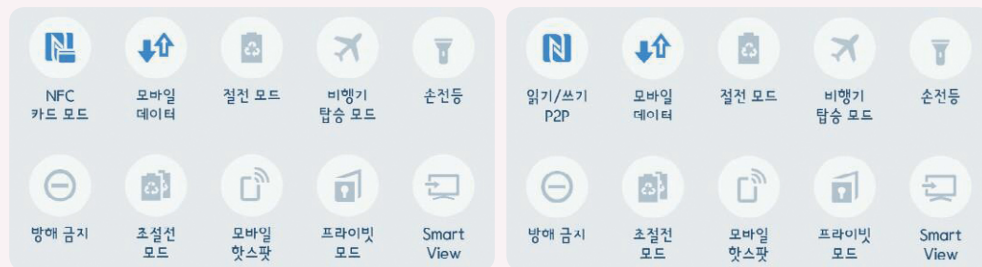 NFC
카드 모드
모바일
데이터
절전 모드
비행기
탑승 모드
손전등
방해 금지
초절전
모드
모바일
핫스팟
프라이빗
모드
Smart
View
읽기/쓰기
P2P
모바일
데이터
절전 모드
비행기
탑승 모드
손전등
방해 금지
초절전
모드
모바일
핫스팟
프라이빗
모드
Smart
View